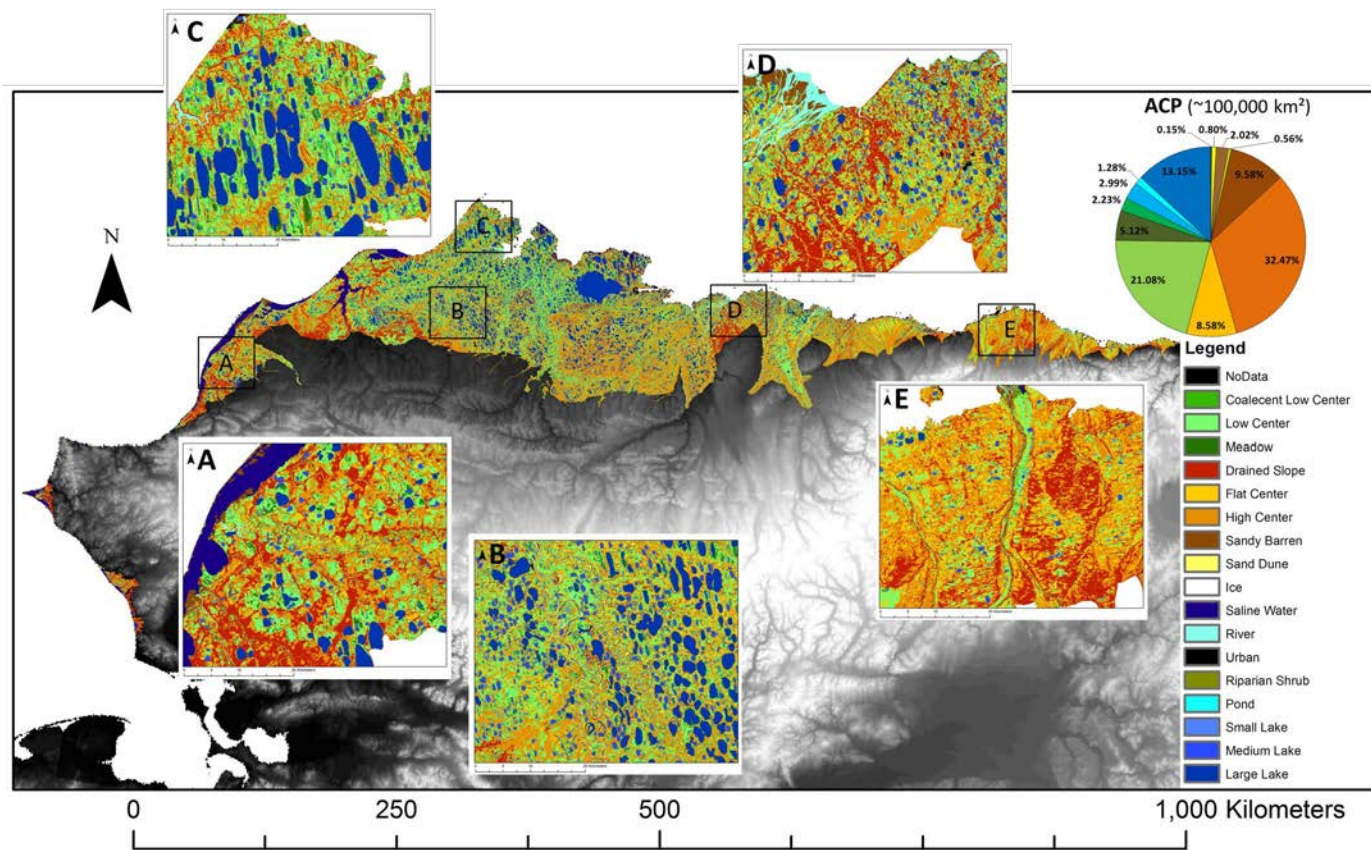 C
D
ACP (~100,000 km²)
0.15%
0.80%
2.02%
0.56%
1.28%
13.15%
9.58%
2.99%
2.23%
5.12%
32.47%
21.08%
8.58%
N
C
B
D
E
A
A
B
E
Legend
NoData
Coalecent Low Center
Low Center
Meadow
Drained Slope
Flat Center
High Center
Sandy Barren
Sand Dune
Ice
Saline Water
River
Urban
Riparian Shrub
Pond
Small Lake
Medium Lake
Large Lake
0 250 500 1,000 Kilometers